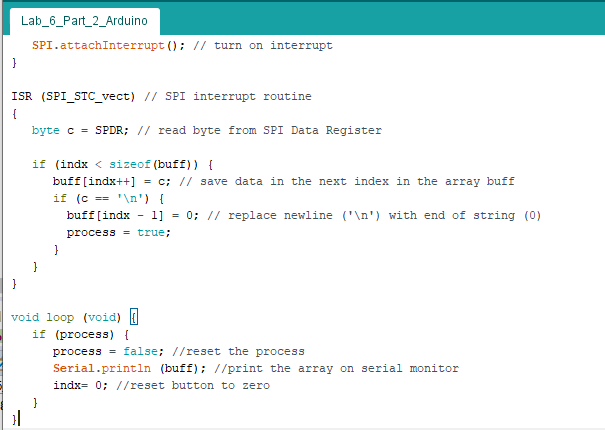 Lab_6_Part_2_Arduino
SPI.attachInterrupt(); // turn on interrupt
}
ISR (SPI_STC_vect) // SPI interrupt routine
{
byte c = SPDR; // read byte from SPI Data Register
if (indx < sizeof(buff)) {
buff[indx++] = c; // save data in the next index in the array buff
if (c == '\n') {
buff[indx - 1] = 0; // replace newline ('\n') with end of string (0)
process = true;
}
}
}
void loop (void) {
if (process) {
process = false; //reset the process
Serial.println (buff); //print the array on serial monitor
indx= 0; //reset button to zero
}
}